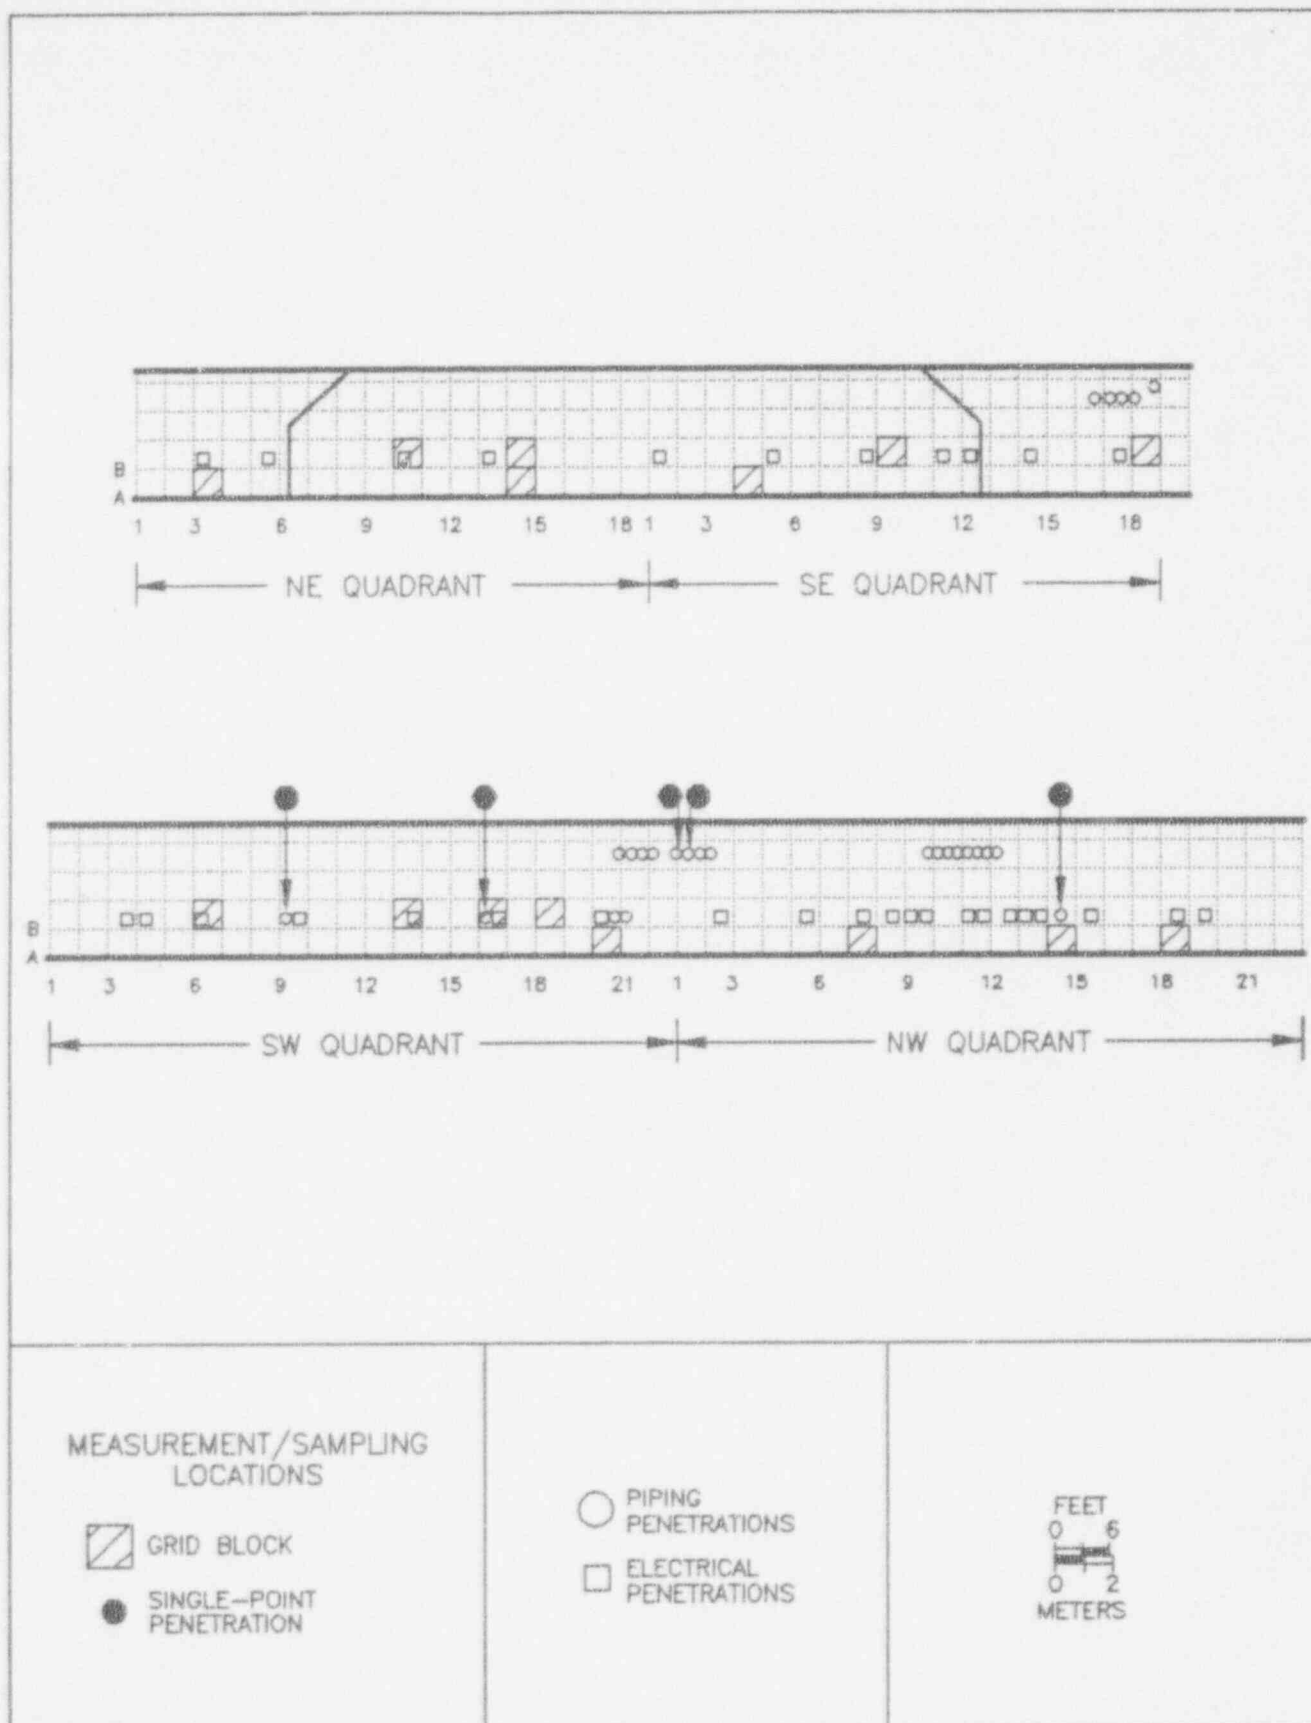 B
A
1 3 6 9 12 15 18 1 3 6 9 12 15 18
NE QUADRANT SE QUADRANT
B
A
1 3 6 9 12 15 18 21 1 3 6 9 12 15 18 21
SW QUADRANT NW QUADRANT
MEASUREMENT/SAMPLING
LOCATIONS
GRID BLOCK
SINGLE-POINT
PENETRATION
PIPING
PENETRATIONS
ELECTRICAL
PENETRATIONS
FEET
0 6
0 2
METERS